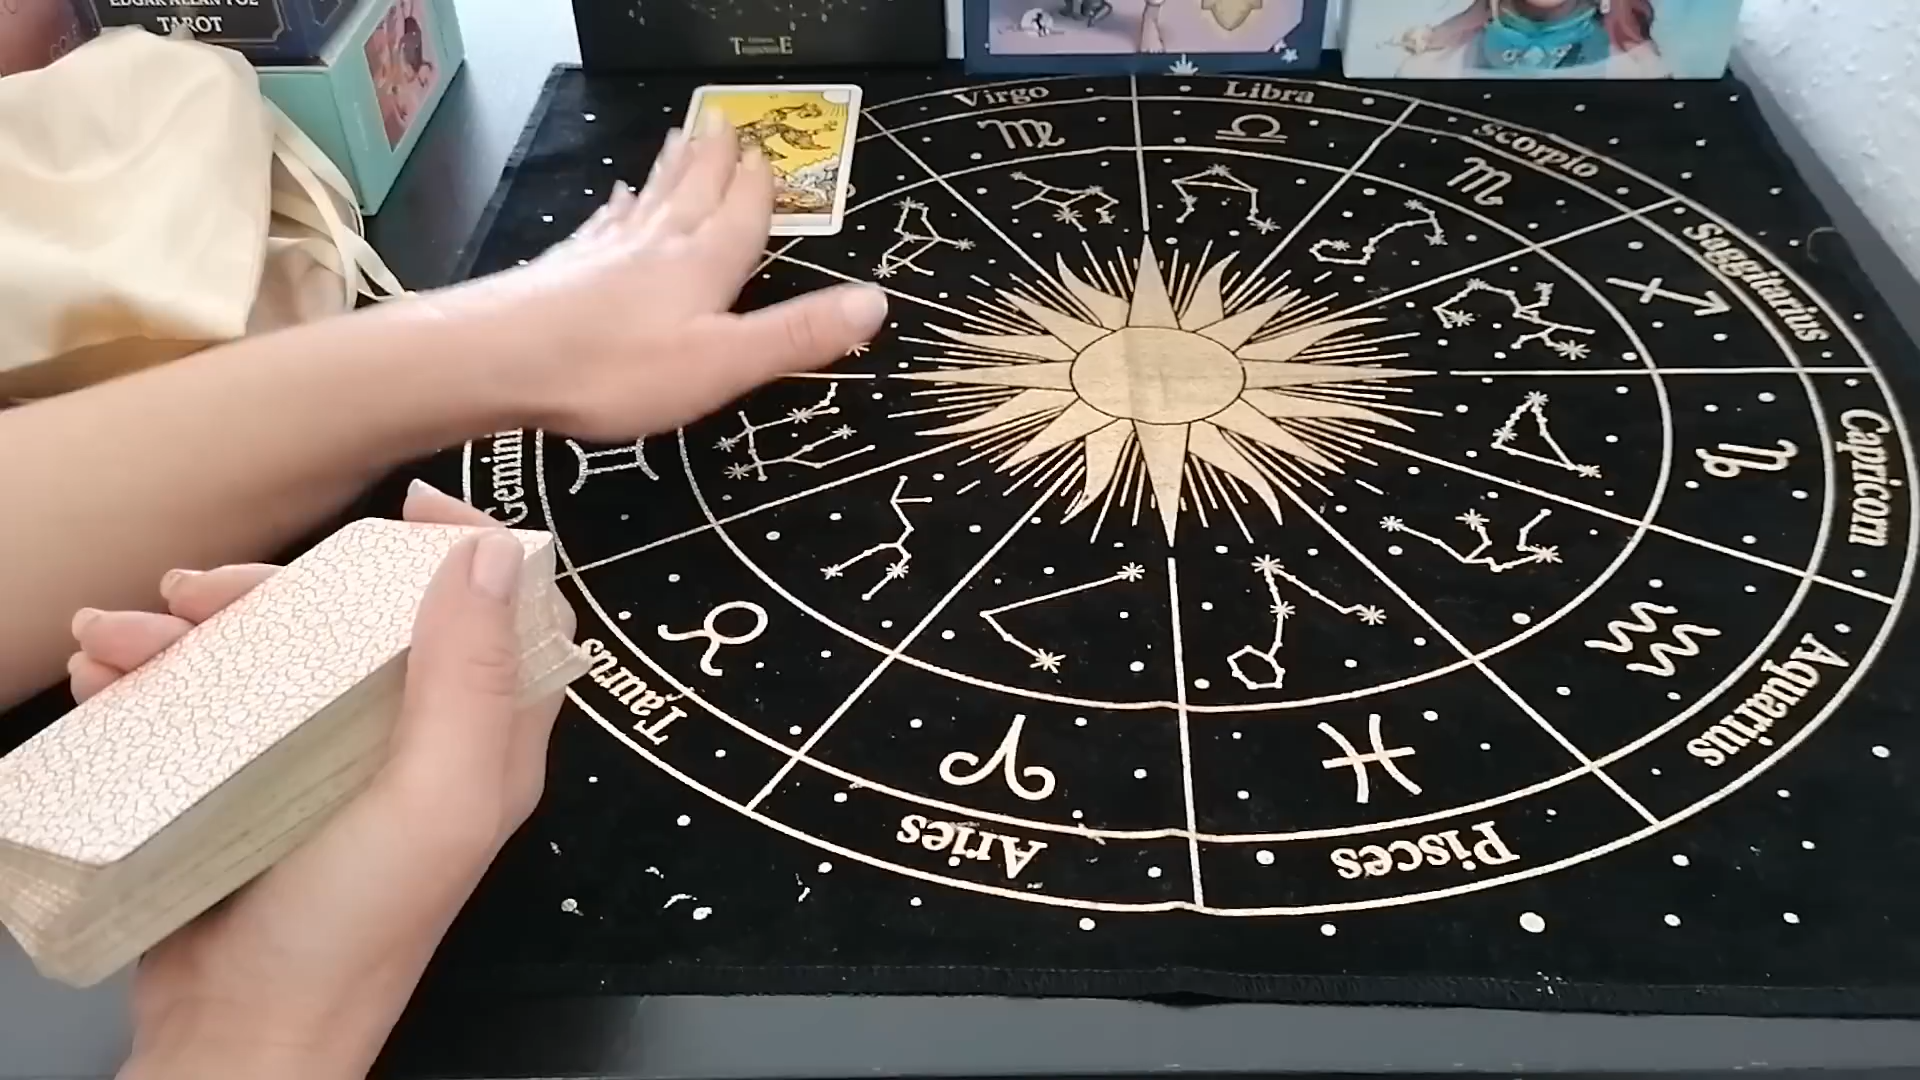 EDGAR ALLAN POE
TAROT
Virgo
Libra
Scorpio
Saggitarius
Capricorn
Aquarius
Pisces
Aries
Taurus
Gemini